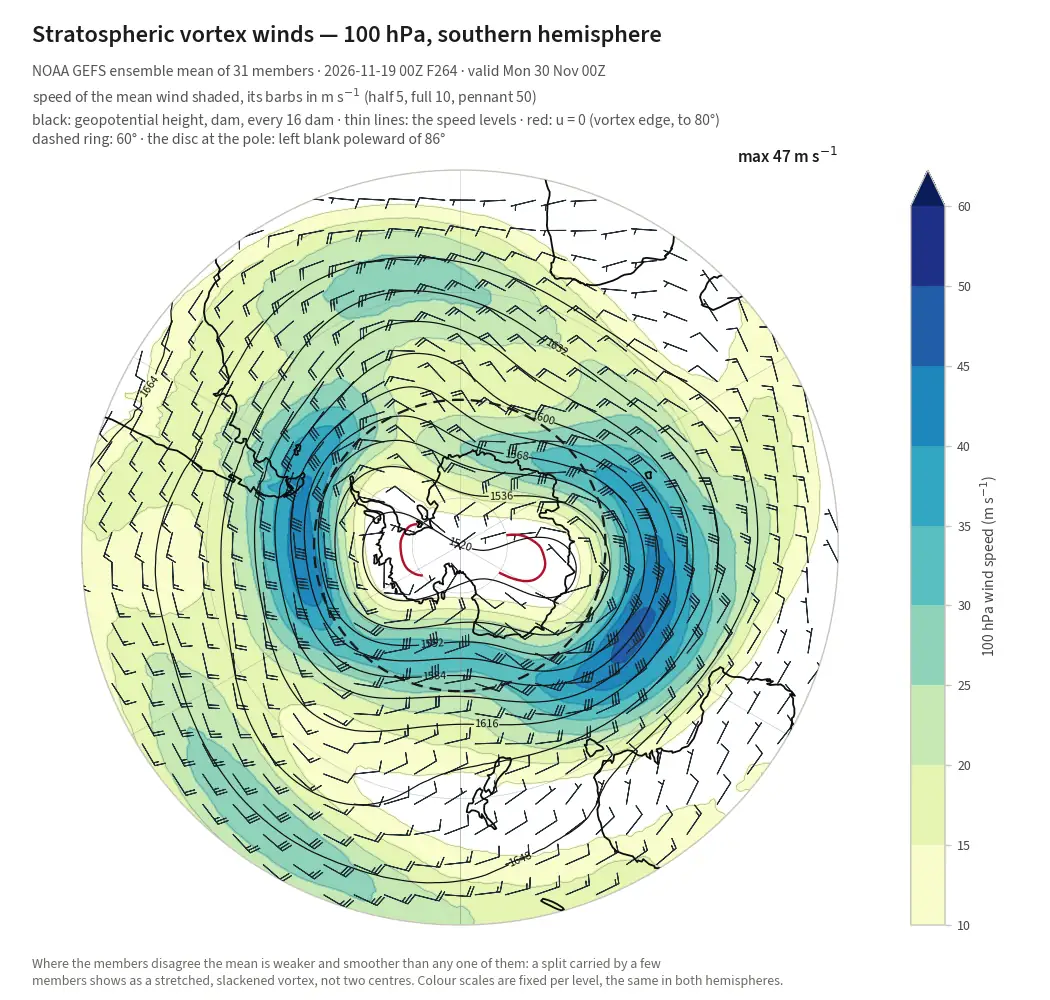 Stratospheric vortex winds — 100 hPa, southern hemisphere
NOAA GEFS ensemble mean of 31 members · 2026-11-19 00Z F264 · valid Mon 30 Nov 00Z
speed of the mean wind shaded, its barbs in m s⁻¹ (half 5, full 10, pennant 50)
black: geopotential height, dam, every 16 dam · thin lines: the speed levels · red: u = 0 (vortex edge, to 80°)
dashed ring: 60° · the disc at the pole: left blank poleward of 86°
max 47 m s⁻¹
60
50
45
40
35
30
25
20
15
10
100 hPa wind speed (m s⁻¹)
1632
1664
1600
1568
1536
1520
1552
1584
1616
1648
Where the members disagree the mean is weaker and smoother than any one of them: a split carried by a few
members shows as a stretched, slackened vortex, not two centres. Colour scales are fixed per level, the same in both hemispheres.